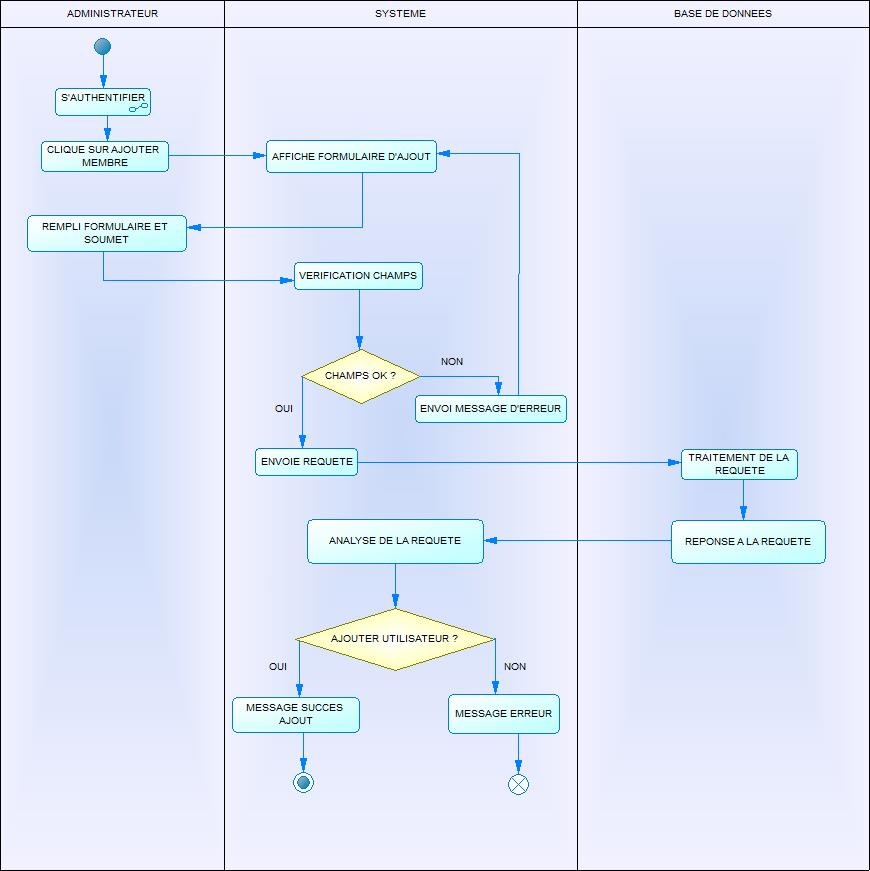 ADMINISTRATEUR
SYSTEME
BASE DE DONNEES
S'AUTHENTIFIER
CLIQUE SUR AJOUTER
MEMBRE
AFFICHE FORMULAIRE D'AJOUT
REMPLI FORMULAIRE ET
SOUMET
VERIFICATION CHAMPS
CHAMPS OK ?
NON
OUI
ENVOI MESSAGE D'ERREUR
ENVOIE REQUETE
TRAITEMENT DE LA
REQUETE
ANALYSE DE LA REQUETE
REPONSE A LA REQUETE
AJOUTER UTILISATEUR ?
OUI
NON
MESSAGE SUCCES
AJOUT
MESSAGE ERREUR